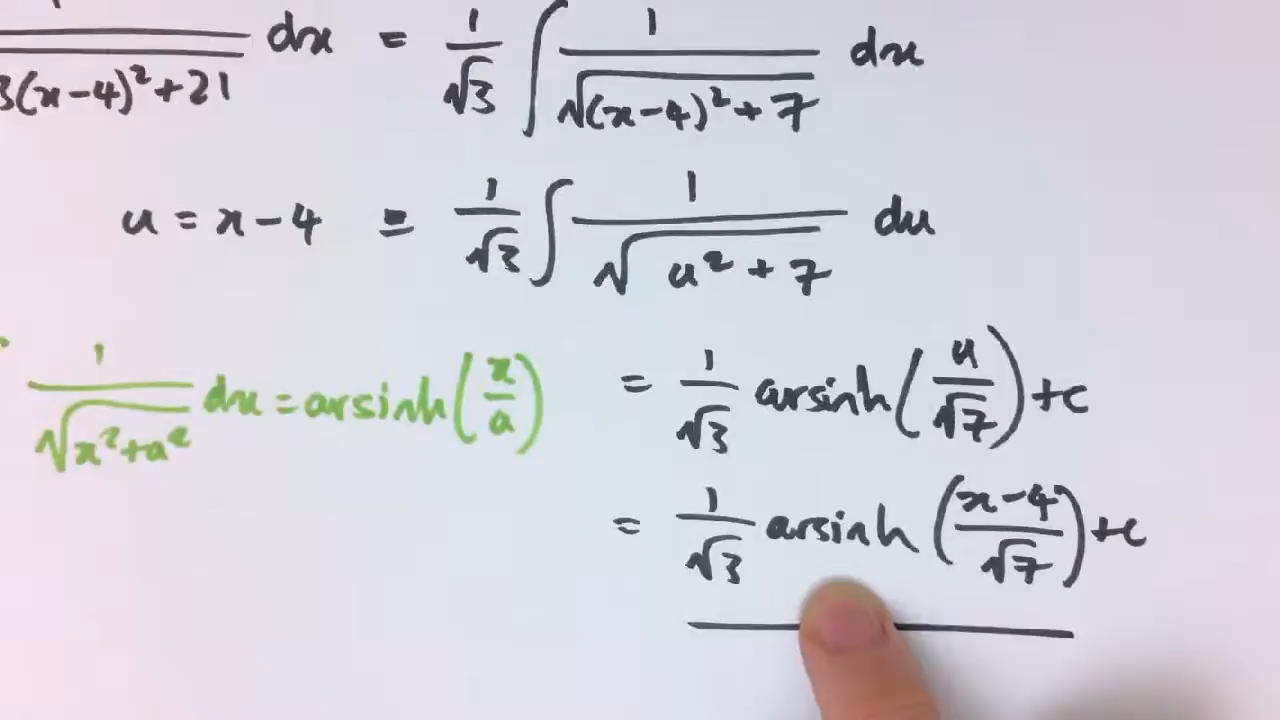 1/√(3(x-4)²+21) dx = 1/√3 ∫ 1/√((x-4)²+7) dx
u = x-4 = 1/√3 ∫ 1/√(u²+7) du
1/√(x²+a²) dx = arsinh(x/a) = 1/√3 arsinh(u/√7) + c
= 1/√3 arsinh((x-4)/√7) + c